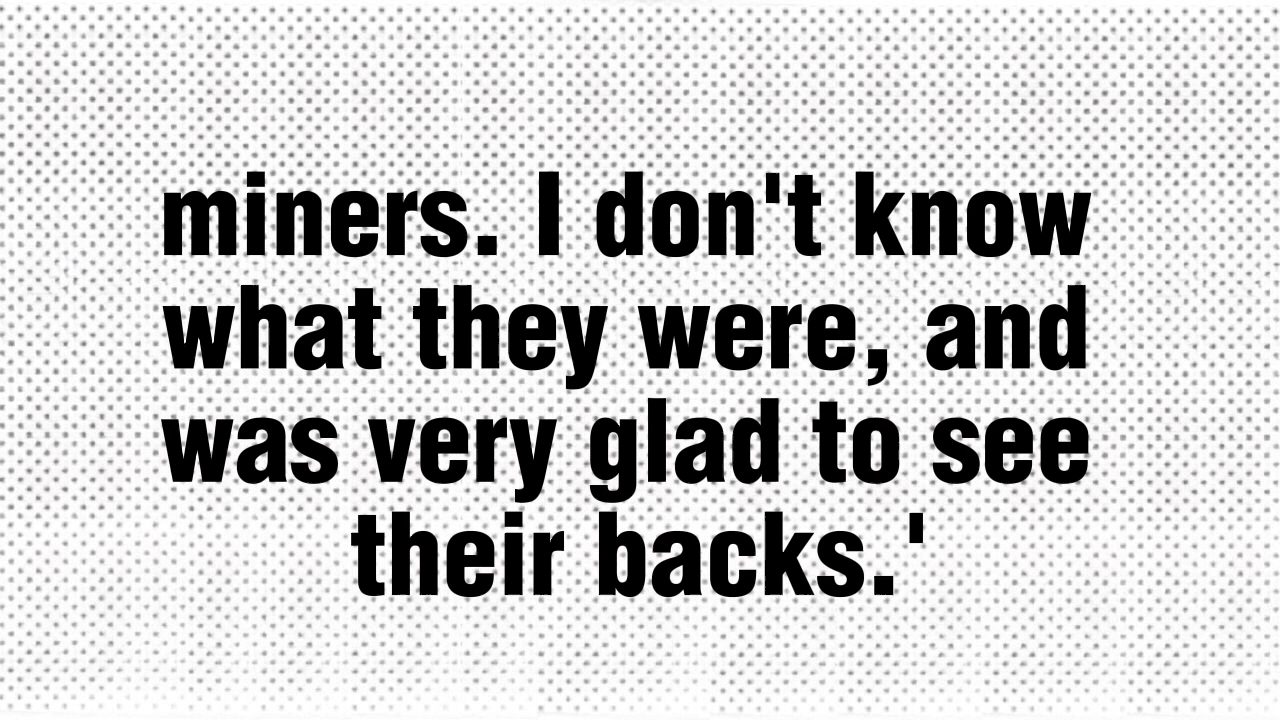 miners. I don't know
what they were, and
was very glad to see
their backs.'